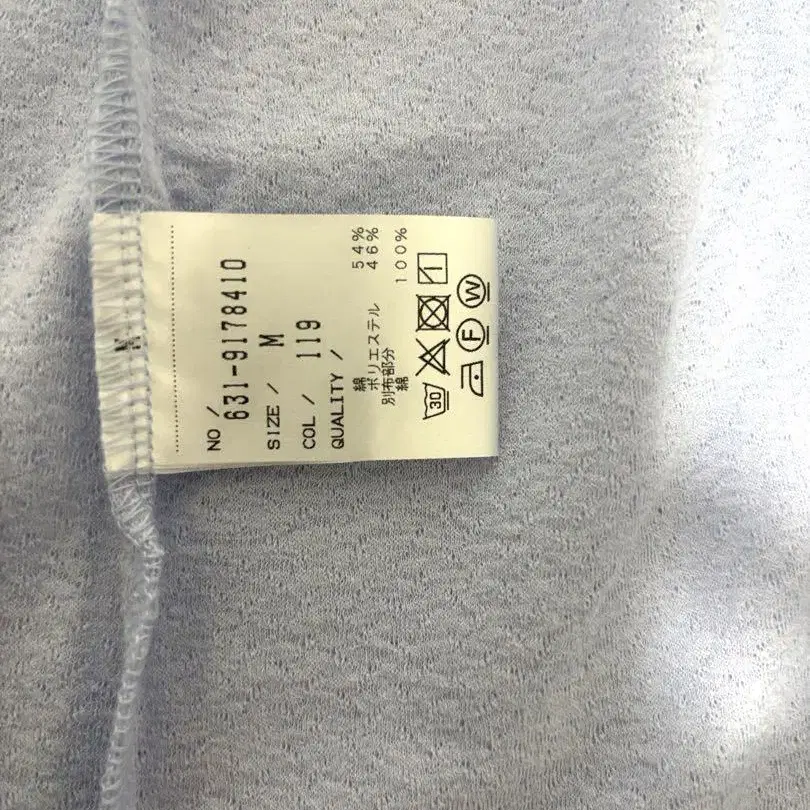 NO /
631-9178410
SIZE /
M
COL /
119
QUALITY /
綿 54%
ポリエステル 46%
別布部分
綿 100%
30
F W